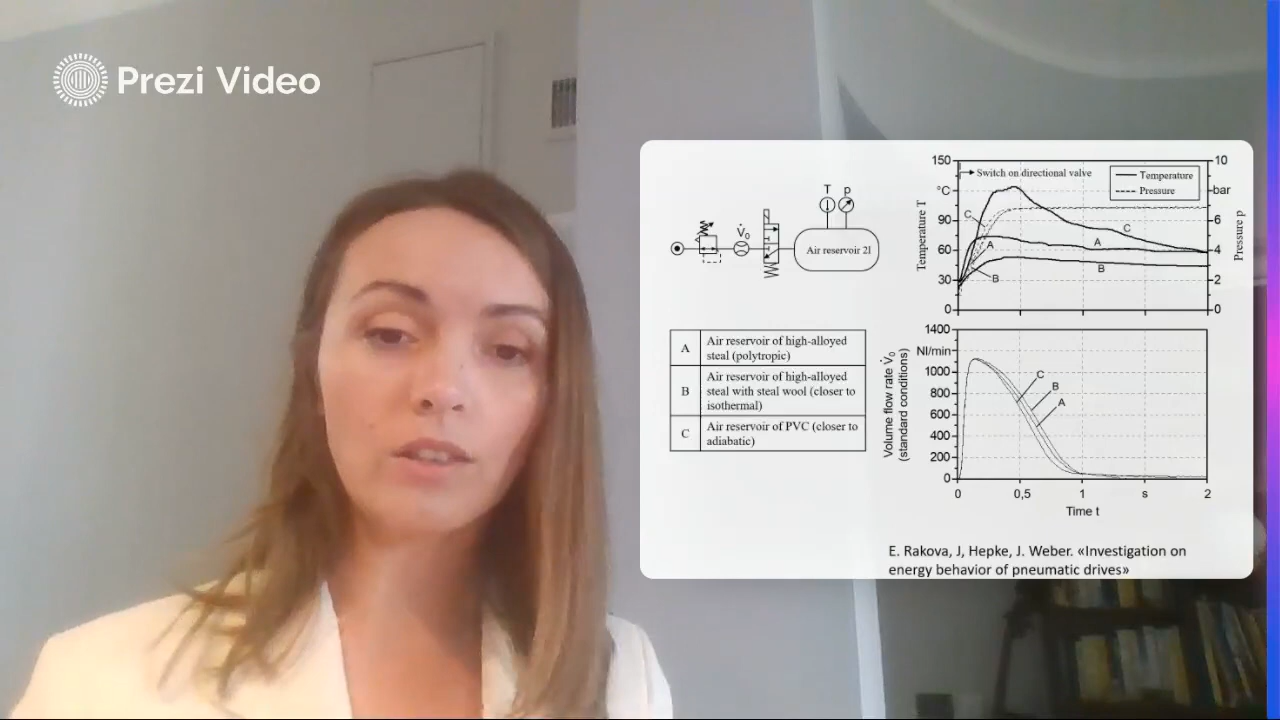 Prezi Video
T p
V̇₀
Air reservoir 2l
A Air reservoir of high-alloyed
steal (polytropic)
B Air reservoir of high-alloyed
steal with steal wool (closer to
isothermal)
C Air reservoir of PVC (closer to
adiabatic)
150
°C
90
60
30
0
Temperature T
Switch on directional valve
Temperature
Pressure
C
A
B
C
A
B
10
bar
6
4
2
0
Pressure p
1400
Nl/min
1000
800
600
400
200
0
Volume flow rate V̇₀
(standard conditions)
C
B
A
0 0,5 1 s 2
Time t
E. Rakova, J, Hepke, J. Weber. «Investigation on
energy behavior of pneumatic drives»